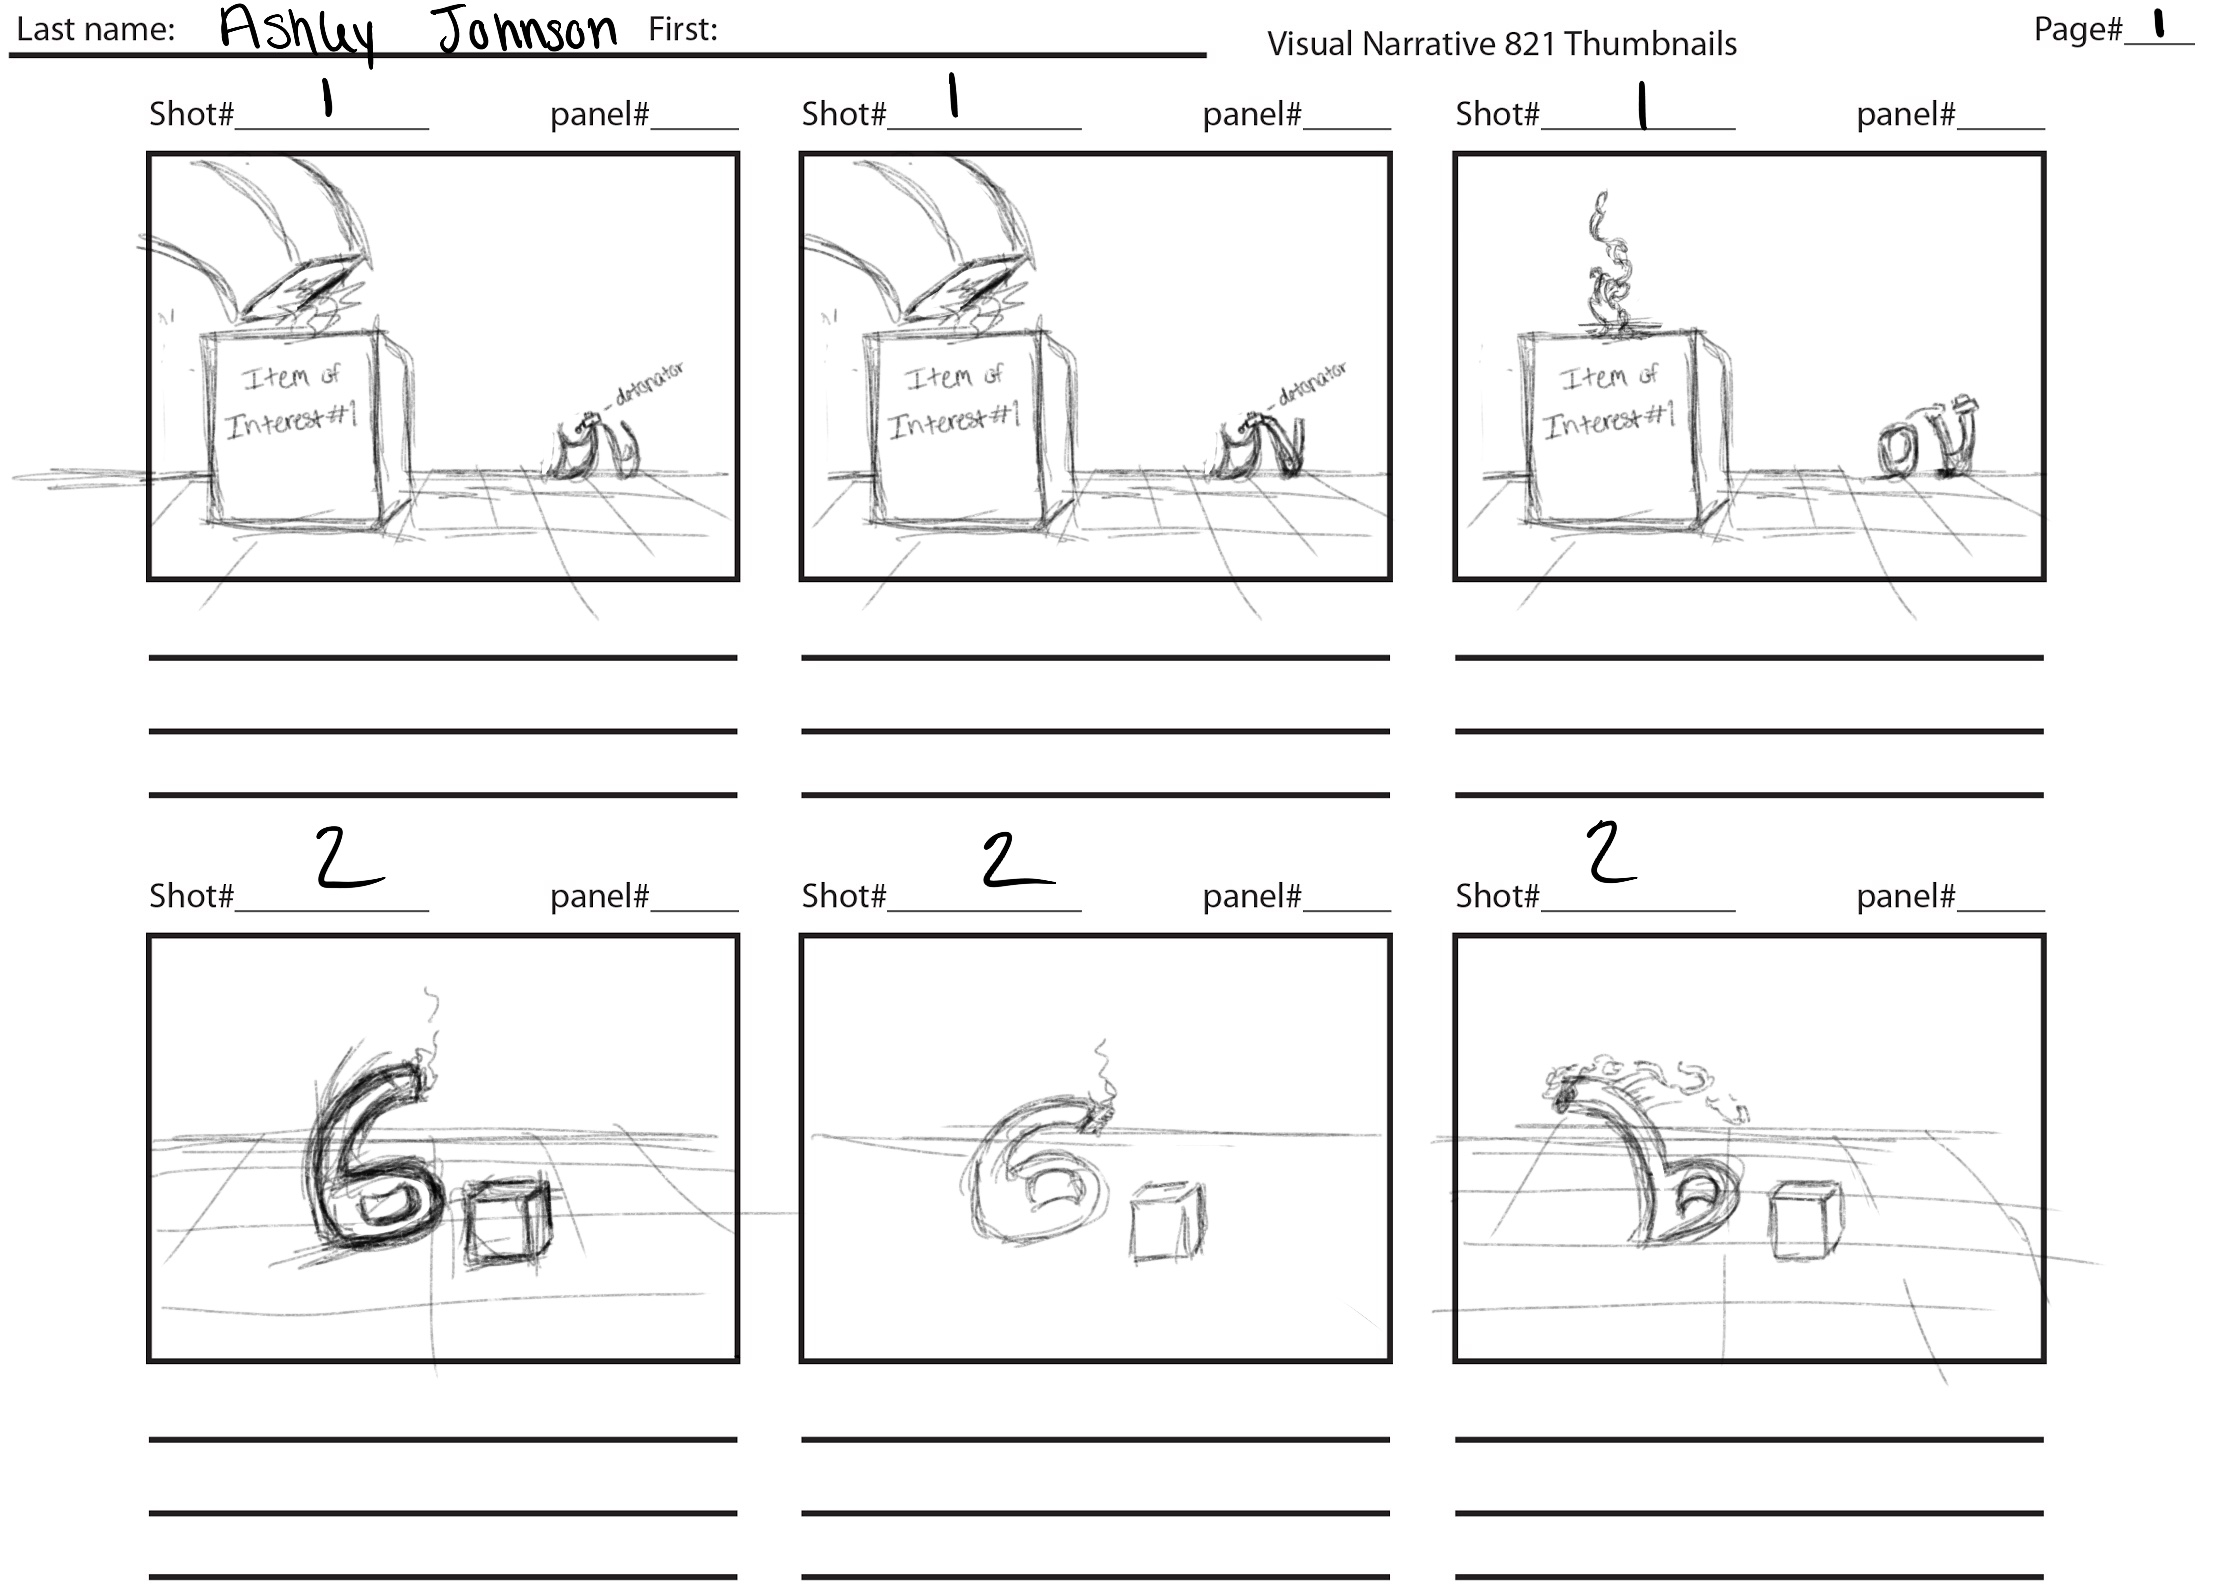 Last name: Ashley Johnson First:
Visual Narrative 821 Thumbnails
Page# 1
Shot# 1 panel#
Shot# 1 panel#
Shot# 1 panel#
Item of
Interest#1
detonator
Item of
Interest#1
detonator
Item of
Interest#1
Shot# 2 panel#
Shot# 2 panel#
Shot# 2 panel#